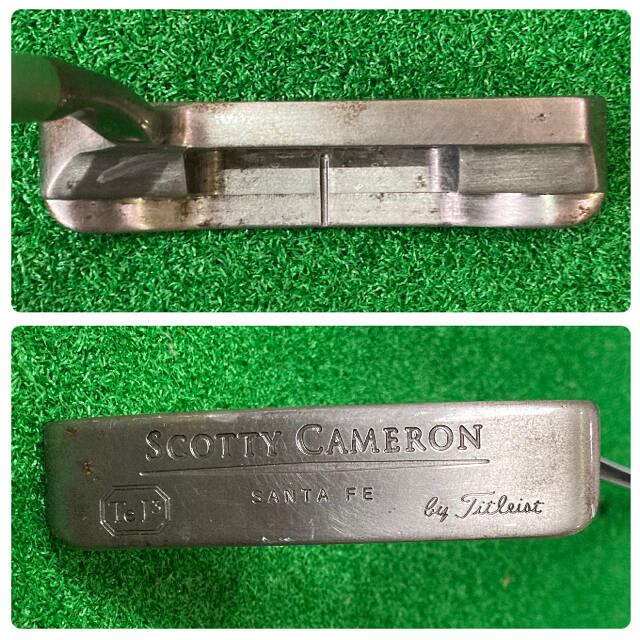 SCOTTY CAMERON
SANTA FE
TeI³
by Titleist